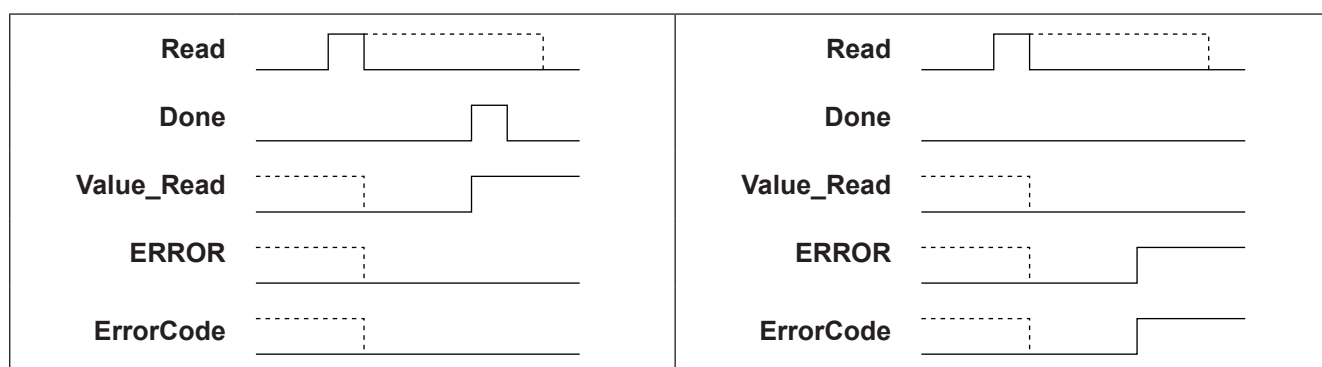 Read
Done
Value_Read
ERROR
ErrorCode
Read
Done
Value_Read
ERROR
ErrorCode